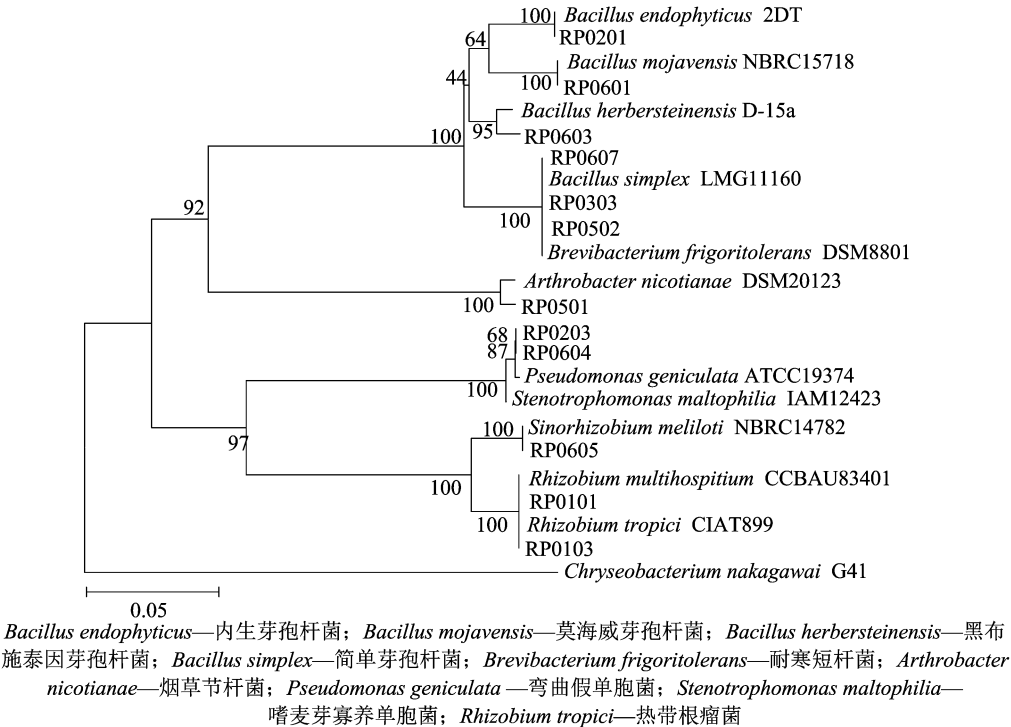 100 Bacillus endophyticus 2DT
RP0201
64
Bacillus mojavensis NBRC15718
100 RP0601
44
Bacillus herbersteinensis D-15a
95 RP0603
100
RP0607
Bacillus simplex LMG11160
RP0303
100 RP0502
Brevibacterium frigoritolerans DSM8801
92
Arthrobacter nicotianae DSM20123
100 RP0501
68 RP0203
87 RP0604
Pseudomonas geniculata ATCC19374
100 Stenotrophomonas maltophilia IAM12423
97
100 Sinorhizobium meliloti NBRC14782
RP0605
100
Rhizobium multihospitium CCBAU83401
RP0101
100 Rhizobium tropici CIAT899
RP0103
Chryseobacterium nakagawai G41
0.05
Bacillus endophyticus—内生芽孢杆菌；Bacillus mojavensis—莫海威芽孢杆菌；Bacillus herbersteinensis—黑布
施泰因芽孢杆菌；Bacillus simplex—简单芽孢杆菌；Brevibacterium frigoritolerans—耐寒短杆菌；Arthrobacter
nicotianae—烟草节杆菌；Pseudomonas geniculata —弯曲假单胞菌；Stenotrophomonas maltophilia—
嗜麦芽寡养单胞菌；Rhizobium tropici—热带根瘤菌